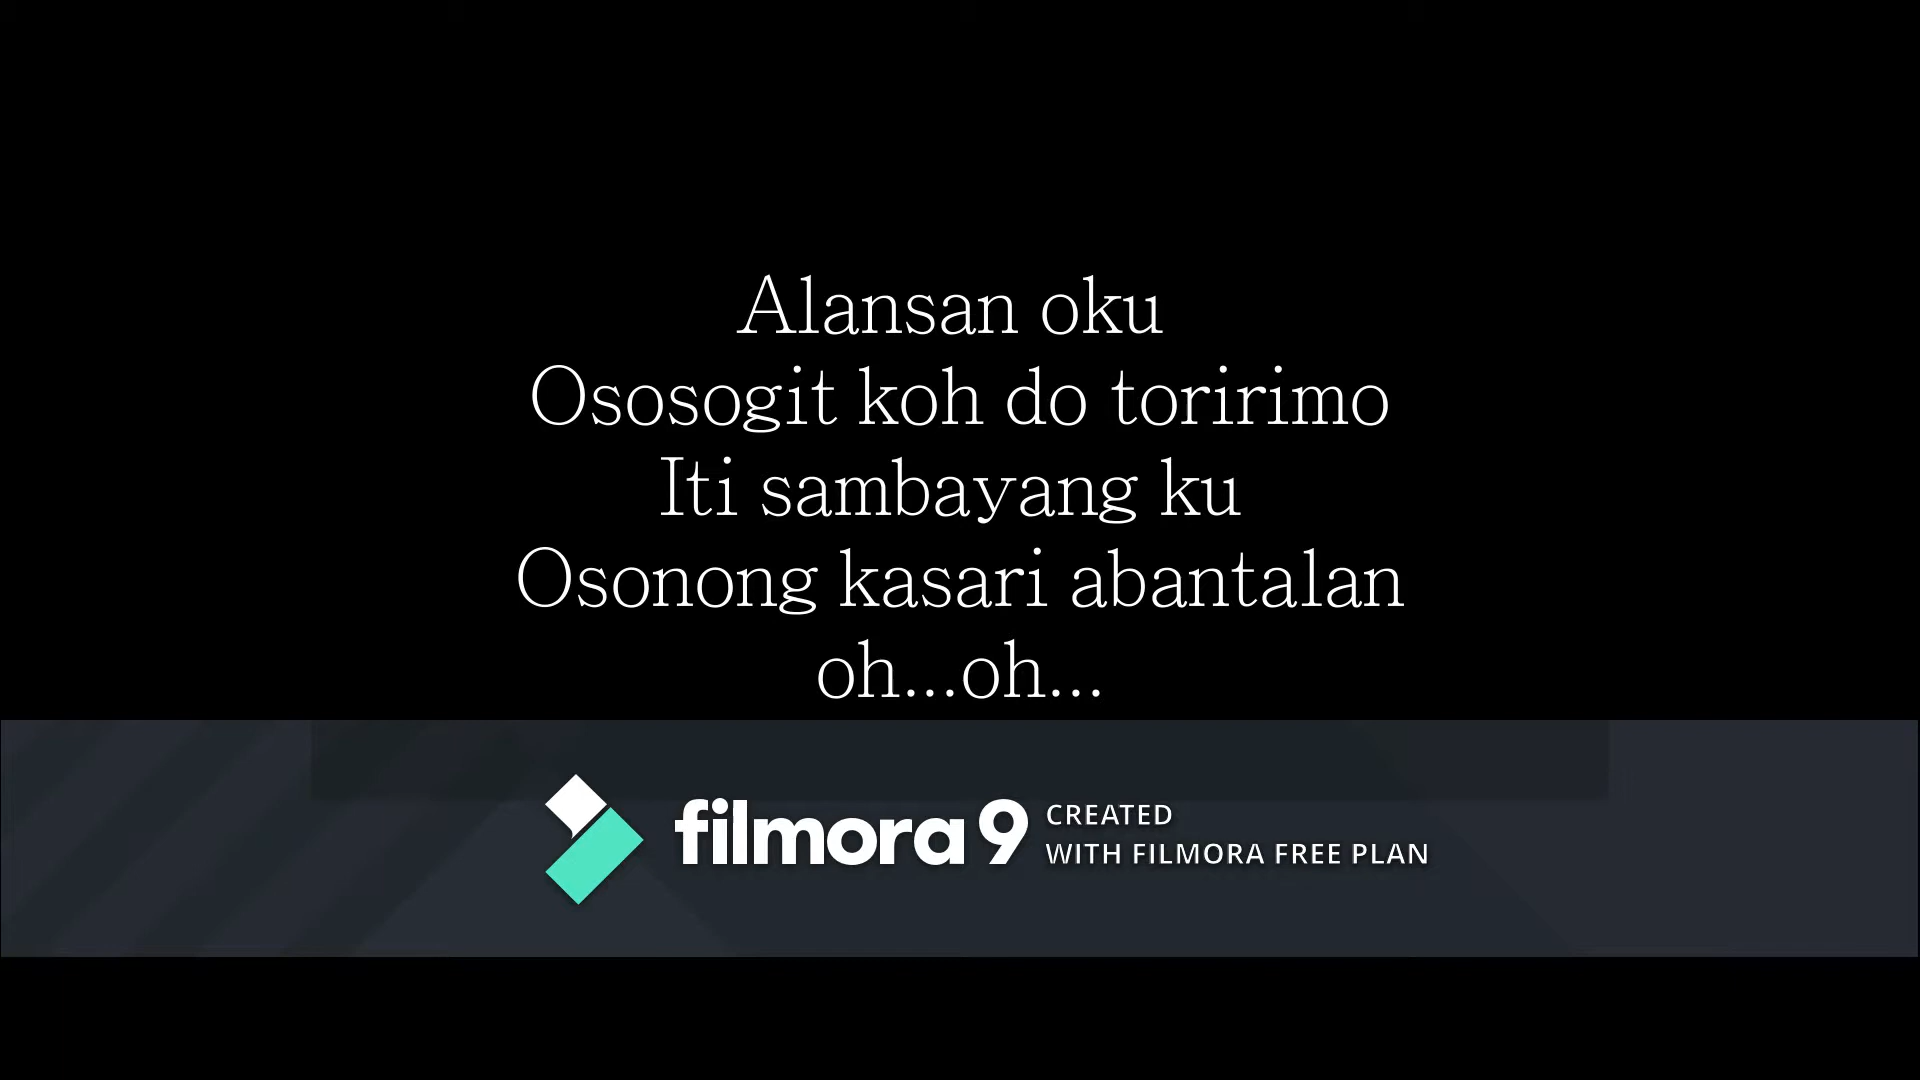 Alansan oku
Ososogit koh do toririmo
Iti sambayang ku
Osonong kasari abantalan
oh...oh...
filmora 9 CREATED
WITH FILMORA FREE PLAN